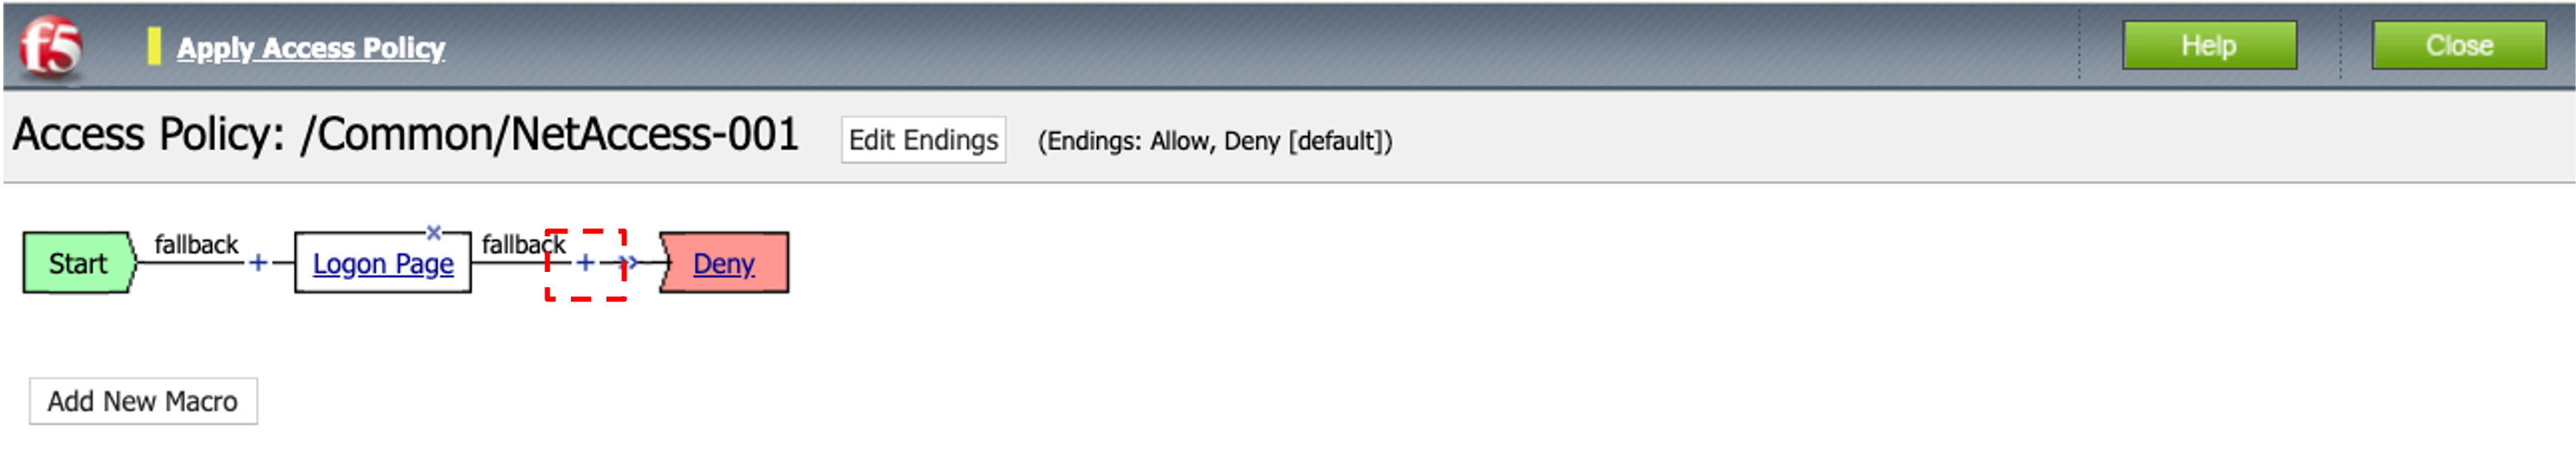 f5 Apply Access Policy Help Close
Access Policy: /Common/NetAccess-001 Edit Endings (Endings: Allow, Deny [default])
Start fallback + Logon Page fallback + Deny
Add New Macro